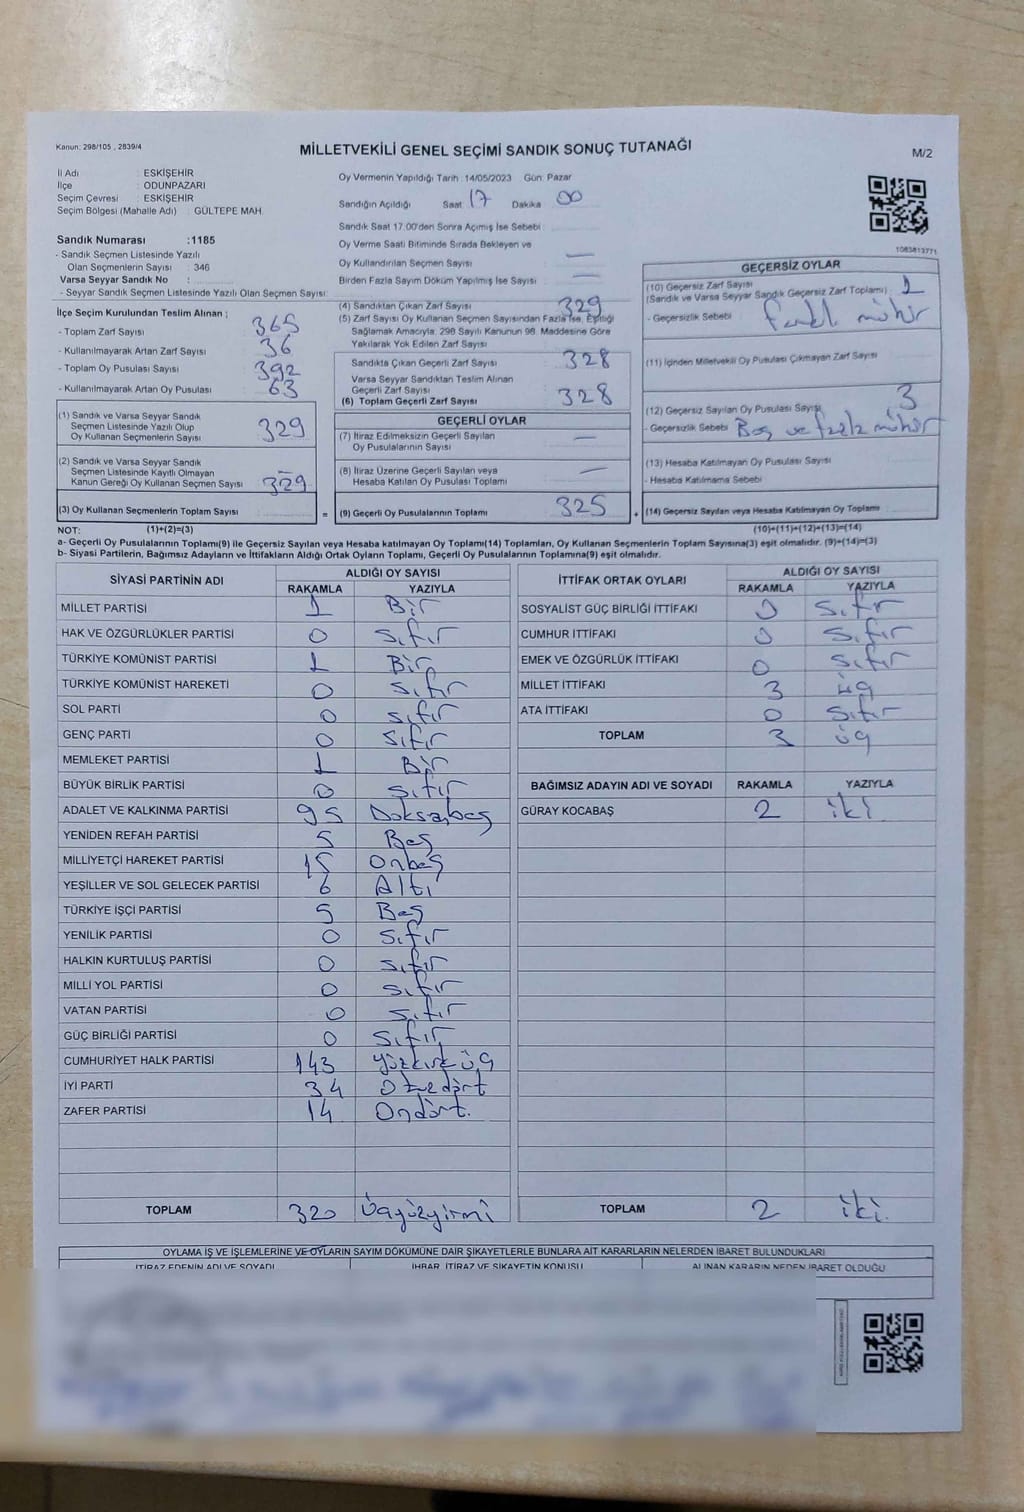 Kanun: 298/105 , 2839/4
MİLLETVEKİLİ GENEL SEÇİMİ SANDIK SONUÇ TUTANAĞI
M/2
İl Adı : ESKİŞEHİR
İlçe : ODUNPAZARI
Seçim Çevresi : ESKİŞEHİR
Seçim Bölgesi (Mahalle Adı) : GÜLTEPE MAH.
Oy Vermenin Yapıldığı Tarih :14/05/2023 Gün: Pazar
Sandığın Açıldığı Saat 17 Dakika 00
Sandık Saat 17:00'den Sonra Açımış İse Sebebi
Oy Verme Saati Bitiminde Sırada Bekleyen ve
Oy Kullandırılan Seçmen Sayısı —
Birden Fazla Sayım Döküm Yapılmış İse Sayısı —
1083813771
Sandık Numarası :1185
- Sandık Seçmen Listesinde Yazılı
Olan Seçmenlerin Sayısı : 346
Varsa Seyyar Sandık No :
- Seyyar Sandık Seçmen Listesinde Yazılı Olan Seçmen Sayısı:
İlçe Seçim Kurulundan Teslim Alınan ;
- Toplam Zarf Sayısı 365
- Kullanılmayarak Artan Zarf Sayısı 36
- Toplam Oy Pusulası Sayısı 392
- Kullanılmayarak Artan Oy Pusulası 63
(1) Sandık ve Varsa Seyyar Sandık
Seçmen Listesinde Yazılı Olup
Oy Kullanan Seçmenlerin Sayısı 329
(2) Sandık ve Varsa Seyyar Sandık
Seçmen Listesinde Kayıtlı Olmayan
Kanun Gereği Oy Kullanan Seçmen Sayısı —
(3) Oy Kullanan Seçmenlerin Toplam Sayısı 329
(4) Sandıktan Çıkan Zarf Sayısı 329
(5) Zarf Sayısı Oy Kullanan Seçmen Sayısından Fazla İse, Eşitliği
Sağlamak Amacıyla, 298 Sayılı Kanunun 98. Maddesine Göre
Yakılarak Yok Edilen Zarf Sayısı
Sandıkta Çıkan Geçerli Zarf Sayısı 328
Varsa Seyyar Sandıktan Teslim Alınan
Geçerli Zarf Sayısı
(6) Toplam Geçerli Zarf Sayısı 328
GEÇERLİ OYLAR
(7) İtiraz Edilmeksizin Geçerli Sayılan
Oy Pusulalarının Sayısı —
(8) İtiraz Üzerine Geçerli Sayılan veya
Hesaba Katılan Oy Pusulası Toplamı —
= (9) Geçerli Oy Pusulalarının Toplamı 325
GEÇERSİZ OYLAR
(10) Geçersiz Zarf Sayısı
(Sandık ve Varsa Seyyar Sandık Geçersiz Zarf Toplamı) 1
- Geçersizlik Sebebi : mühür
(11) İçinden Milletvekili Oy Pusulası Çıkmayan Zarf Sayısı
(12) Geçersiz Sayılan Oy Pusulası Sayısı 3
- Geçersizlik Sebebi Boş ve fazla mühür
(13) Hesaba Katılmayan Oy Pusulası Sayısı
- Hesaba Katılmama Sebebi
+ (14) Geçersiz Sayılan veya Hesaba Katılmayan Oy Toplamı
NOT: (1)+(2)=(3) (10)+(11)+(12)+(13)=(14)
a- Geçerli Oy Pusulalarının Toplamı(9) ile Geçersiz Sayılan veya Hesaba Katılmayan Oy Toplamı(14) Toplamları, Oy Kullanan Seçmenlerin Toplam Sayısına(3) eşit olmalıdır. (9)+(14)=(3)
b- Siyasi Partilerin, Bağımsız Adayların ve İttifakların Aldığı Ortak Oyların Toplamı, Geçerli Oy Pusulalarının Toplamına(9) eşit olmalıdır.
SİYASİ PARTİNİN ADI ALDIĞI OY SAYISI
RAKAMLA YAZIYLA
MİLLET PARTİSİ 1 Bir
HAK VE ÖZGÜRLÜKLER PARTİSİ 0 Sıfır
TÜRKİYE KOMÜNİST PARTİSİ 1 Bir
TÜRKİYE KOMÜNİST HAREKETİ 0 Sıfır
SOL PARTİ 0 Sıfır
GENÇ PARTİ 0 Sıfır
MEMLEKET PARTİSİ 1 Bir
BÜYÜK BİRLİK PARTİSİ 0 Sıfır
ADALET VE KALKINMA PARTİSİ 95 Doksanbeş
YENİDEN REFAH PARTİSİ 5 Beş
MİLLİYETÇİ HAREKET PARTİSİ 15 Onbeş
YEŞİLLER VE SOL GELECEK PARTİSİ 6 Altı
TÜRKİYE İŞÇİ PARTİSİ 5 Beş
YENİLİK PARTİSİ 0 Sıfır
HALKIN KURTULUŞ PARTİSİ 0 Sıfır
MİLLİ YOL PARTİSİ 0 Sıfır
VATAN PARTİSİ 0 Sıfır
GÜÇ BİRLİĞİ PARTİSİ 0 Sıfır
CUMHURİYET HALK PARTİSİ 143 Yüzkırküç
İYİ PARTİ 34 Otuzdört
ZAFER PARTİSİ 14 Ondört.
TOPLAM 320 Üçyüzyirmi
İTTİFAK ORTAK OYLARI ALDIĞI OY SAYISI
RAKAMLA YAZIYLA
SOSYALİST GÜÇ BİRLİĞİ İTTİFAKI 0 Sıfır
CUMHUR İTTİFAKI 0 Sıfır
EMEK VE ÖZGÜRLÜK İTTİFAKI 0 Sıfır
MİLLET İTTİFAKI 3 üç
ATA İTTİFAKI 0 Sıfır
TOPLAM 3 üç
BAĞIMSIZ ADAYIN ADI VE SOYADI RAKAMLA YAZIYLA
GÜRAY KOCABAŞ 2 iki
TOPLAM 2 iki.
OYLAMA İŞ VE İŞLEMLERİNE VE OYLARIN SAYIM DÖKÜMÜNE DAİR ŞİKAYETLERLE BUNLARA AİT KARARLARIN NELERDEN İBARET BULUNDUKLARI
İTİRAZ EDENİN ADI VE SOYADI İHBAR, İTİRAZ VE ŞİKAYETİN KONUSU ALINAN KARARIN NEDEN İBARET OLDUĞU